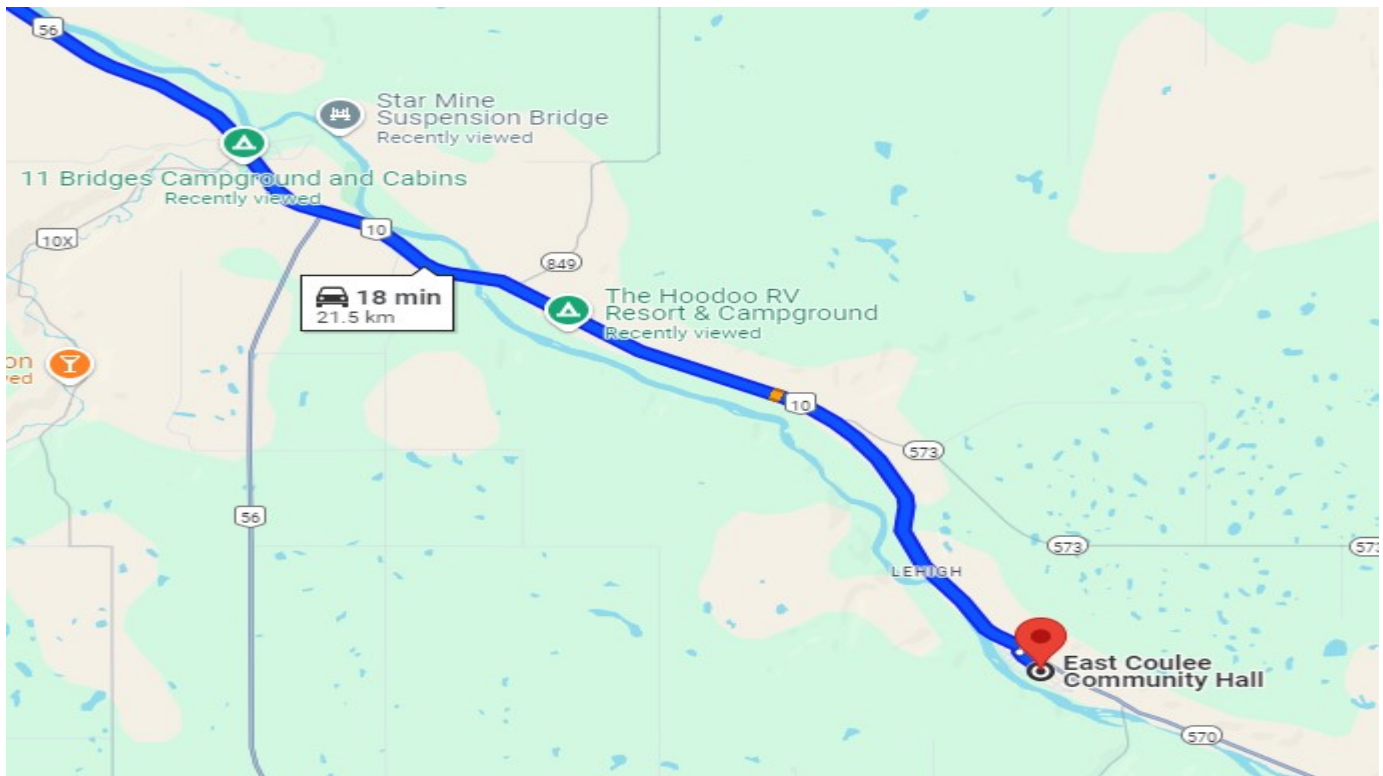 56
Star Mine
Suspension Bridge
Recently viewed
11 Bridges Campground and Cabins
Recently viewed
10X
10
849
18 min
21.5 km
The Hoodoo RV
Resort & Campground
Recently viewed
on
ved
10
573
56
573
573
LEHIGH
East Coulee
Community Hall
570